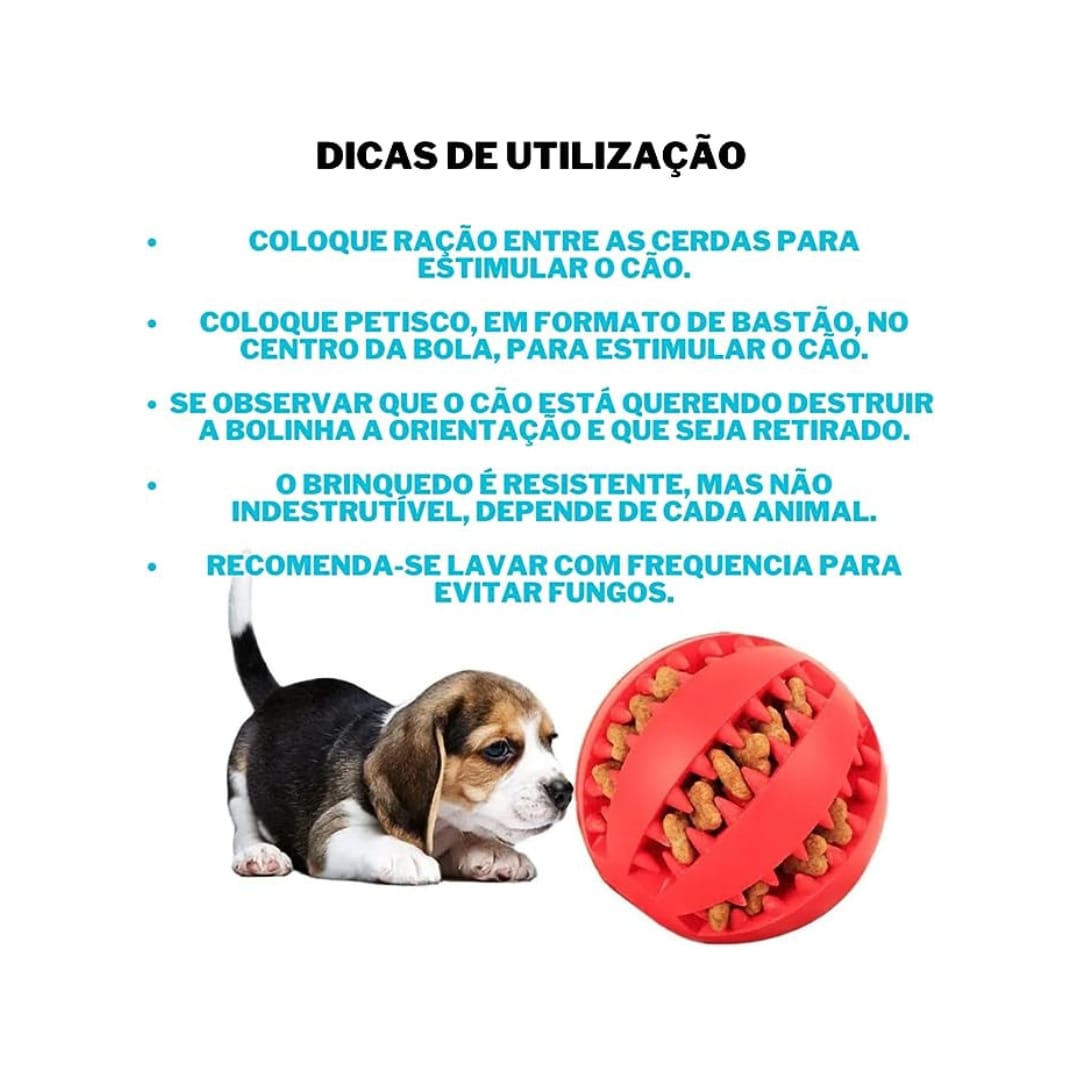 DICAS DE UTILIZAÇÃO
• COLOQUE RAÇÃO ENTRE AS CERDAS PARA
ESTIMULAR O CÃO.
• COLOQUE PETISCO, EM FORMATO DE BASTÃO, NO
CENTRO DA BOLA, PARA ESTIMULAR O CÃO.
• SE OBSERVAR QUE O CÃO ESTÁ QUERENDO DESTRUIR
A BOLINHA A ORIENTAÇÃO E QUE SEJA RETIRADO.
• O BRINQUEDO É RESISTENTE, MAS NÃO
INDESTRUTÍVEL, DEPENDE DE CADA ANIMAL.
• RECOMENDA-SE LAVAR COM FREQUENCIA PARA
EVITAR FUNGOS.